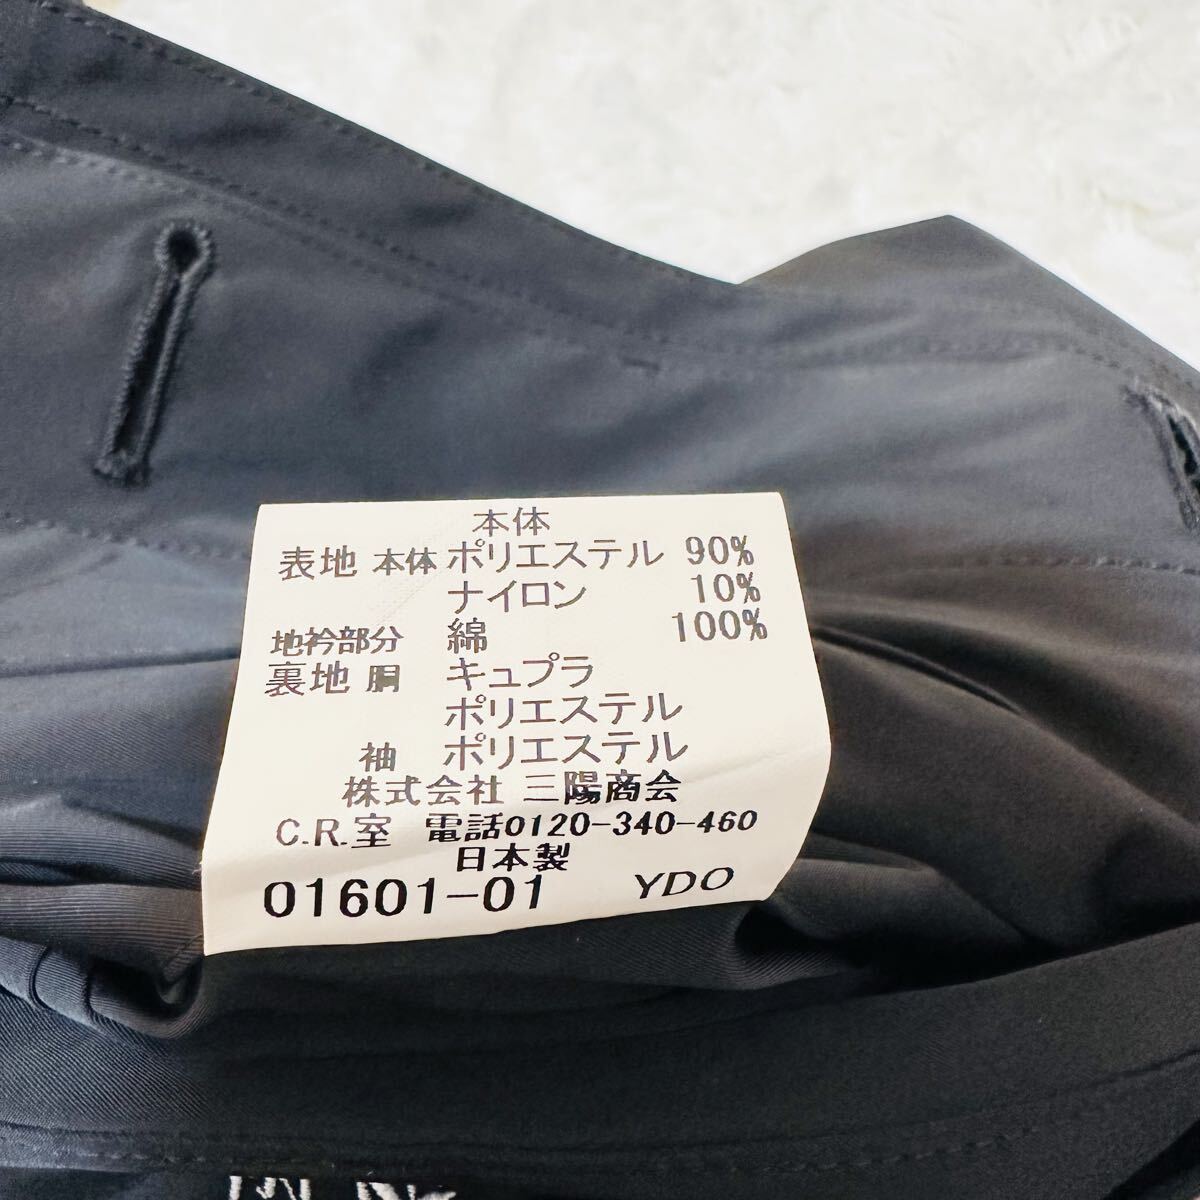 本体
表地 本体 ポリエステル 90%
ナイロン 10%
地衿部分 綿 100%
裏地 胴 キュプラ
ポリエステル
袖 ポリエステル
株式会社 三陽商会
C.R.室 電話0120-340-460
日本製
01601-01 YDO